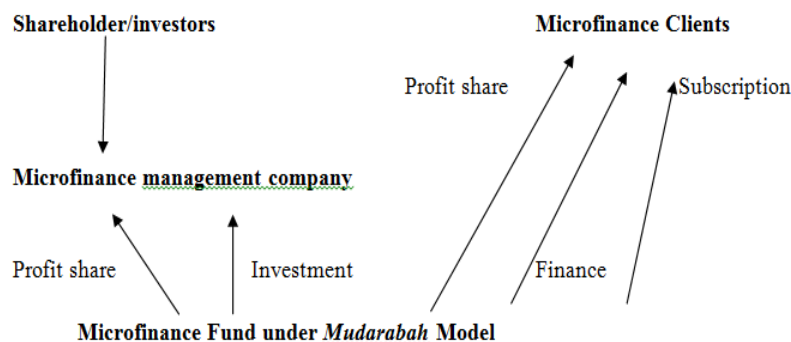 Shareholder/investors
Microfinance Clients
Profit share
Subscription
Microfinance management company
Profit share
Investment
Finance
Microfinance Fund under Mudarabah Model